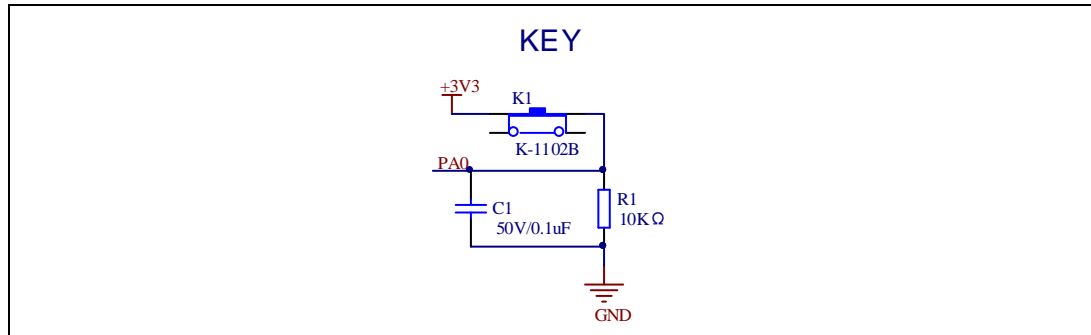 KEY
+3V3
K1
K-1102B
PA0
C1
50V/0.1uF
R1
10KΩ
GND